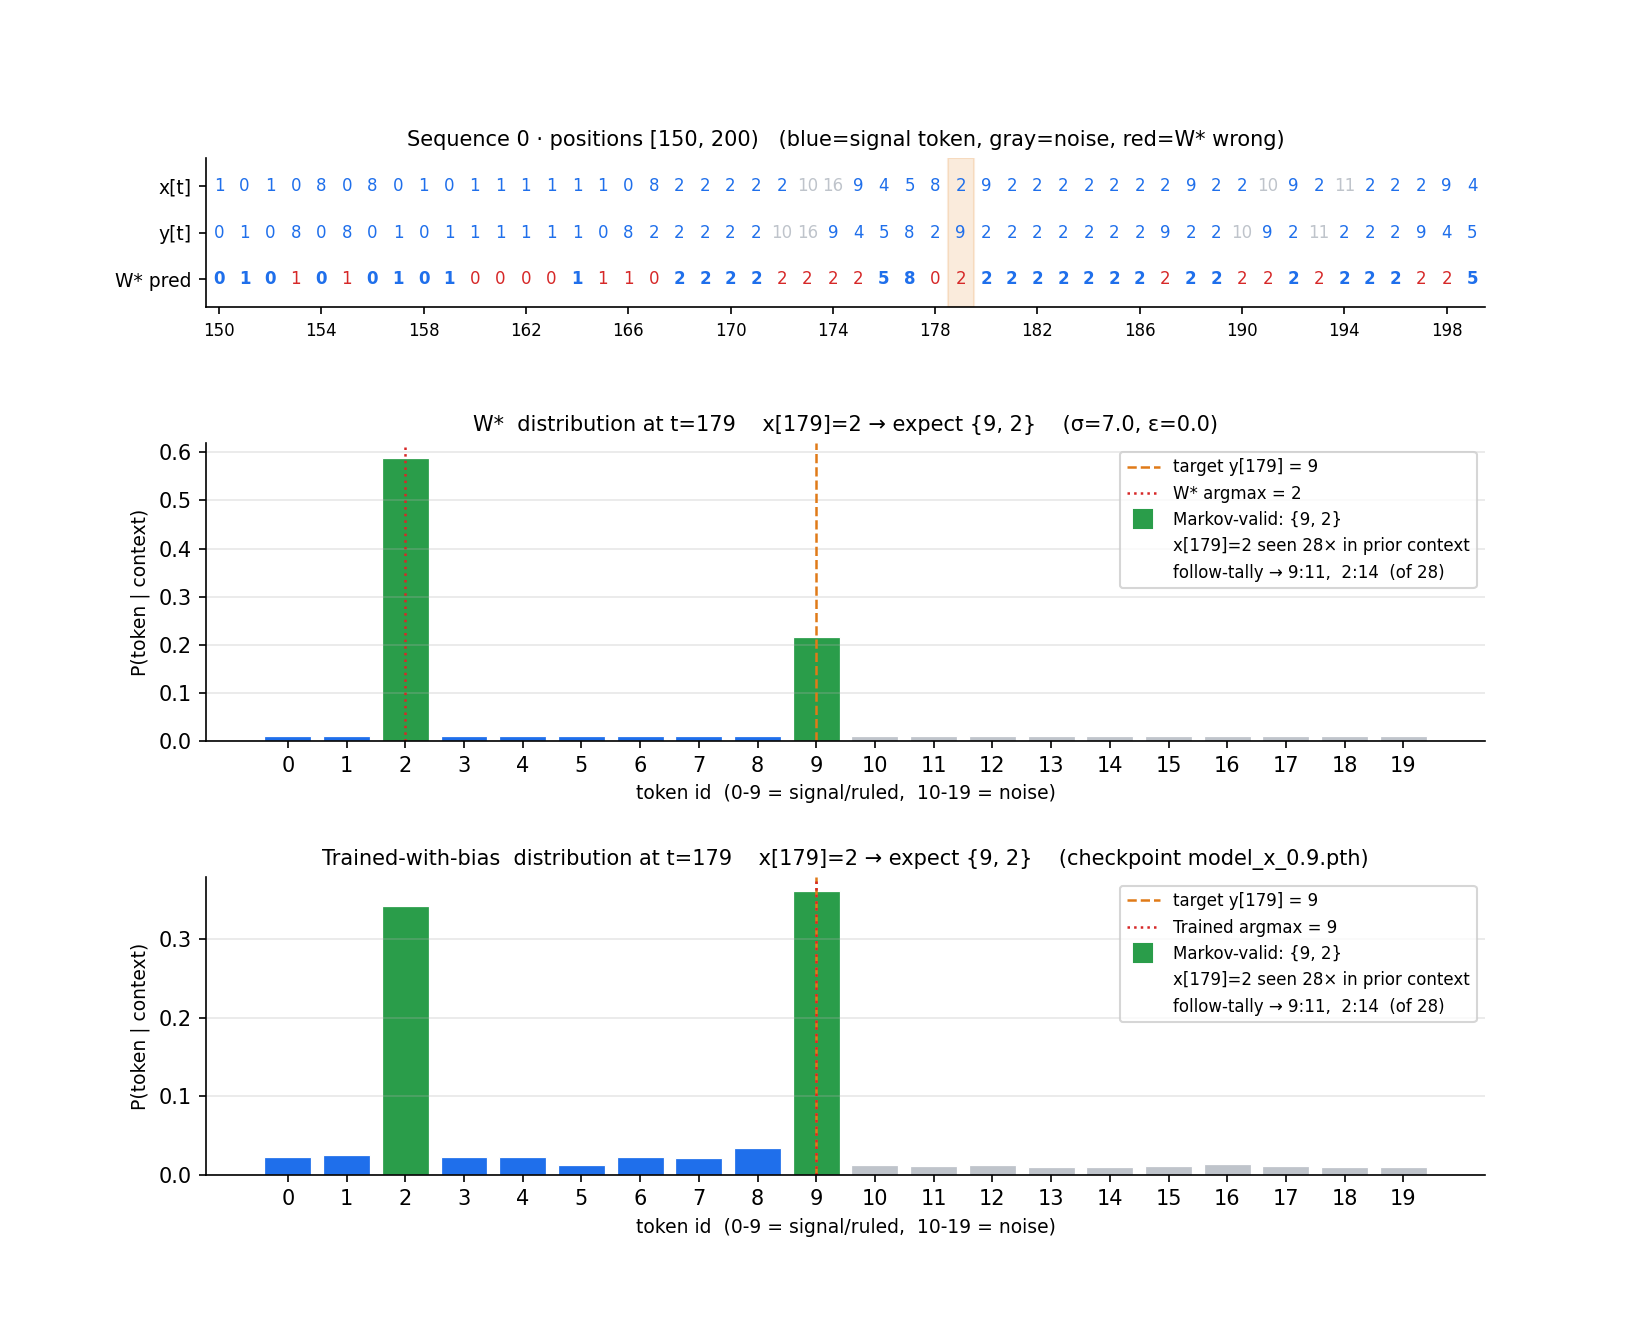 Sequence 0 · positions [150, 200)   (blue=signal token, gray=noise, red=W* wrong)
x[t] 1 0 1 0 8 0 8 0 1 0 1 1 1 1 1 1 0 8 2 2 2 2 2 10 16 9 4 5 8 2 9 2 2 2 2 2 2 2 9 2 2 10 9 2 11 2 2 2 9 4
y[t] 0 1 0 8 0 8 0 1 0 1 1 1 1 1 1 0 8 2 2 2 2 2 10 16 9 4 5 8 2 9 2 2 2 2 2 2 2 9 2 2 10 9 2 11 2 2 2 9 4 5
W* pred 0 1 0 1 0 1 0 1 0 1 0 0 0 0 1 1 1 0 2 2 2 2 2 2 2 2 5 8 0 2 2 2 2 2 2 2 2 2 2 2 2 2 2 2 2 2 2 2 2 5
150 154 158 162 166 170 174 178 182 186 190 194 198
W*  distribution at t=179    x[179]=2 → expect {9, 2}    (σ=7.0, ε=0.0)
P(token | context)
0.6
0.5
0.4
0.3
0.2
0.1
0.0
target y[179] = 9
W* argmax = 2
Markov-valid: {9, 2}
x[179]=2 seen 28× in prior context
follow-tally → 9:11,  2:14  (of 28)
0 1 2 3 4 5 6 7 8 9 10 11 12 13 14 15 16 17 18 19
token id  (0-9 = signal/ruled,  10-19 = noise)
Trained-with-bias  distribution at t=179    x[179]=2 → expect {9, 2}    (checkpoint model_x_0.9.pth)
P(token | context)
0.3
0.2
0.1
0.0
target y[179] = 9
Trained argmax = 9
Markov-valid: {9, 2}
x[179]=2 seen 28× in prior context
follow-tally → 9:11,  2:14  (of 28)
0 1 2 3 4 5 6 7 8 9 10 11 12 13 14 15 16 17 18 19
token id  (0-9 = signal/ruled,  10-19 = noise)